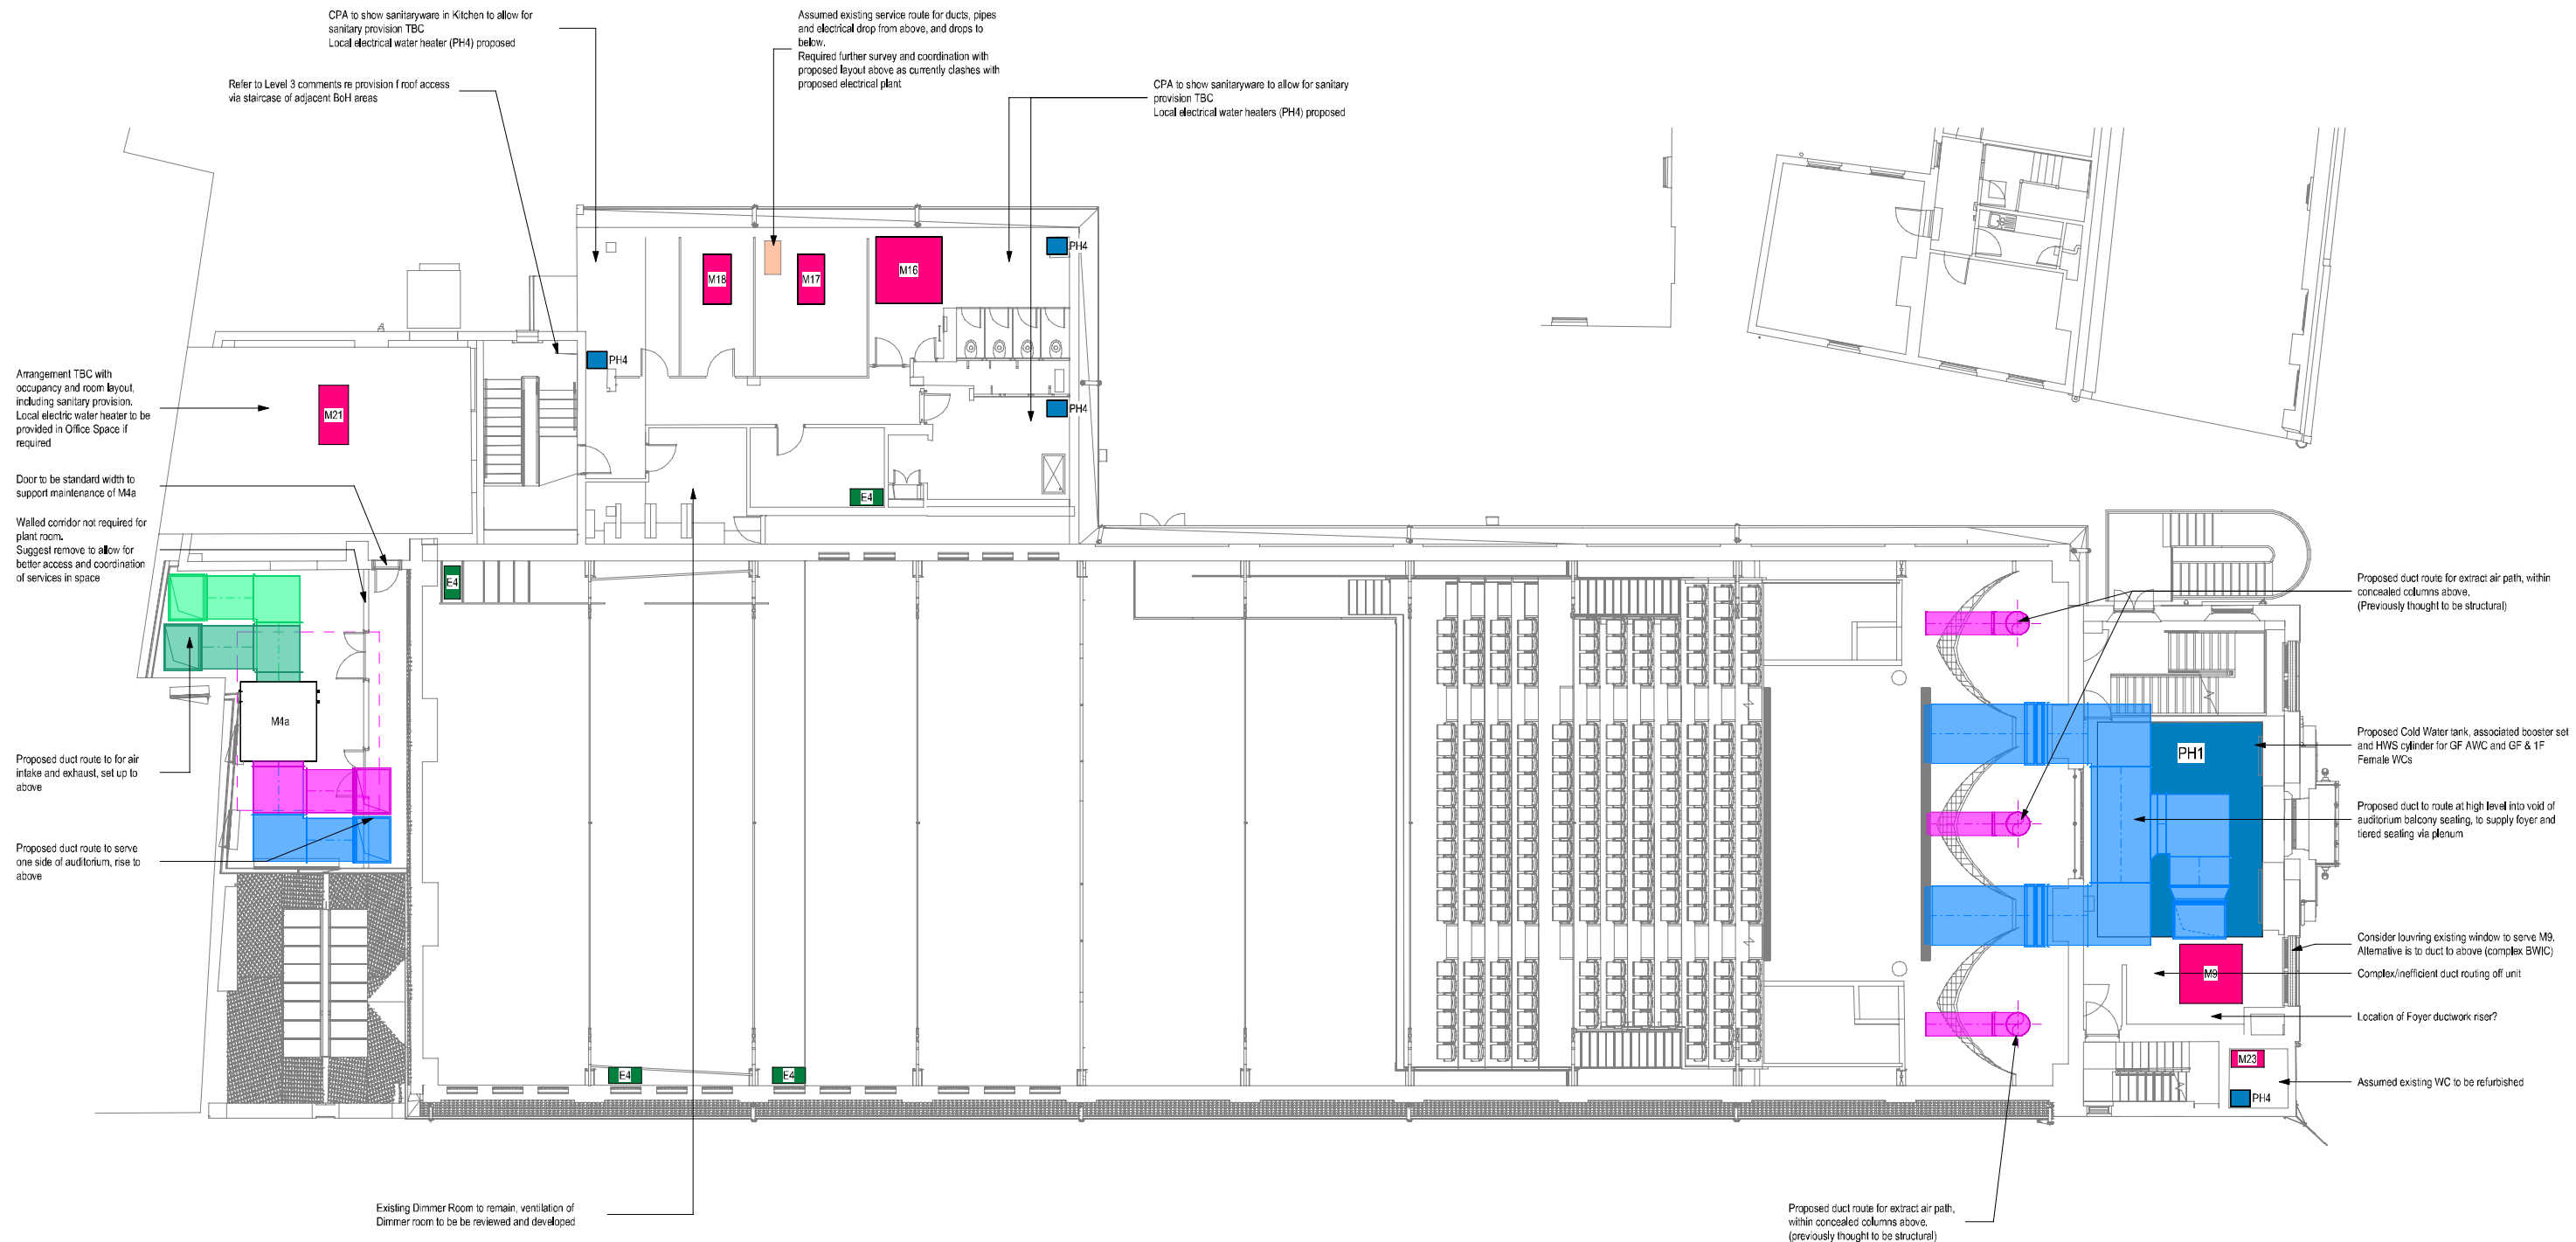 CPA to show sanitaryware in Kitchen to allow for
sanitary provision TBC
Local electrical water heater (PH4) proposed
Assumed existing service route for ducts, pipes
and electrical drop from above, and drops to
below.
Required further survey and coordination with
proposed layout above as currently clashes with
proposed electrical plant
Refer to Level 3 comments re provision f roof access
via staircase of adjacent BoH areas
CPA to show sanitaryware to allow for sanitary
provision TBC
Local electrical water heaters (PH4) proposed
PH4
M18
M17
M16
PH4
Arrangement TBC with
occupancy and room layout,
including sanitary provision.
Local electric water heater to be
provided in Office Space if
required
M21
PH4
Door to be standard width to
support maintenance of M4a
E4
Walled corridor not required for
plant room.
Suggest remove to allow for
better access and coordination
of services in space
E4
Proposed duct route for extract air path, within
concealed columns above.
(Previously thought to be structural)
M4a
Proposed duct route to for air
intake and exhaust, set up to
above
Proposed Cold Water tank, associated booster set
and HWS cylinder for GF AWC and GF & 1F
Female WCs
PH1
Proposed duct to route at high level into void of
auditorium balcony seating, to supply foyer and
tiered seating via plenum
Proposed duct route to serve
one side of auditorium, rise to
above
Consider louvring existing window to serve M9.
Alternative is to duct to above (complex BWIC)
Complex/inefficient duct routing off unit
M9
Location of Foyer ductwork riser?
M23
E4
E4
Assumed existing WC to be refurbished
PH4
Existing Dimmer Room to remain, ventilation of
Dimmer room to be be reviewed and developed
Proposed duct route for extract air path,
within concealed columns above.
(previously thought to be structural)